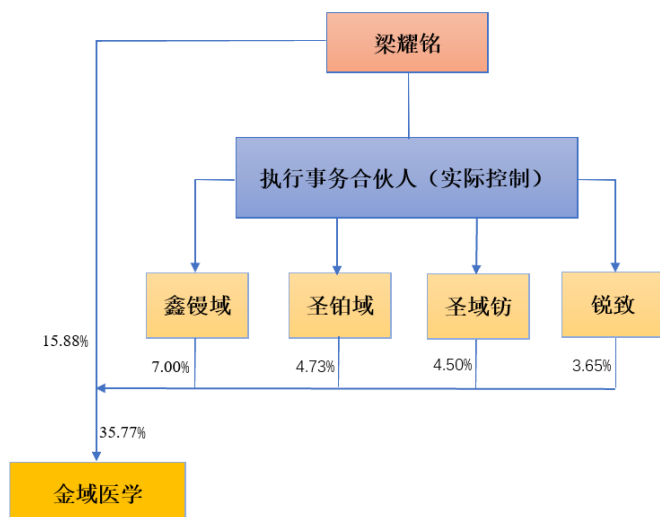 梁耀铭
执行事务合伙人（实际控制）
鑫镘域
圣铂域
圣域钫
锐致
15.88%
7.00%
4.73%
4.50%
3.65%
35.77%
金域医学